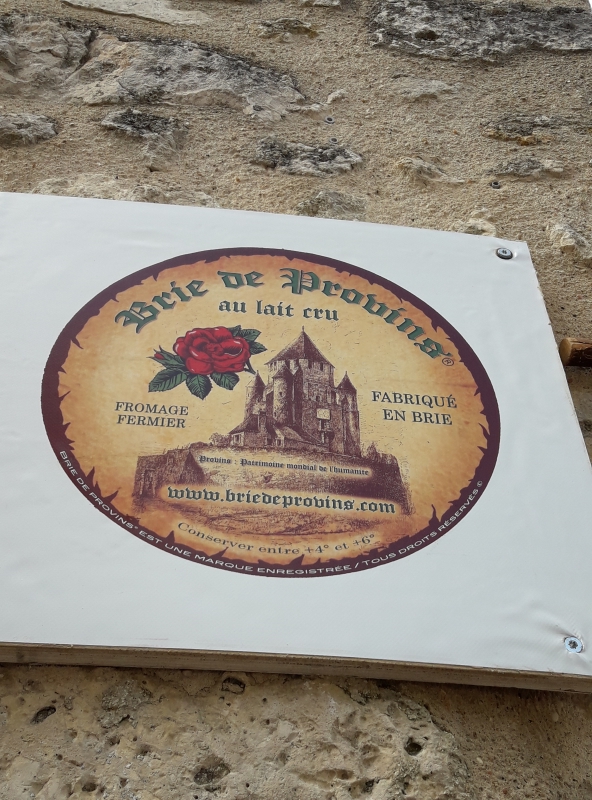 Brie de Provins®
au lait cru
FROMAGE
FERMIER
FABRIQUÉ
EN BRIE
Provins : Patrimoine mondial de l'humanité
www.briedeprovins.com
Conserver entre +4° et +6°
BRIE DE PROVINS® EST UNE MARQUE ENREGISTRÉE / TOUS DROITS RÉSERVÉS ©